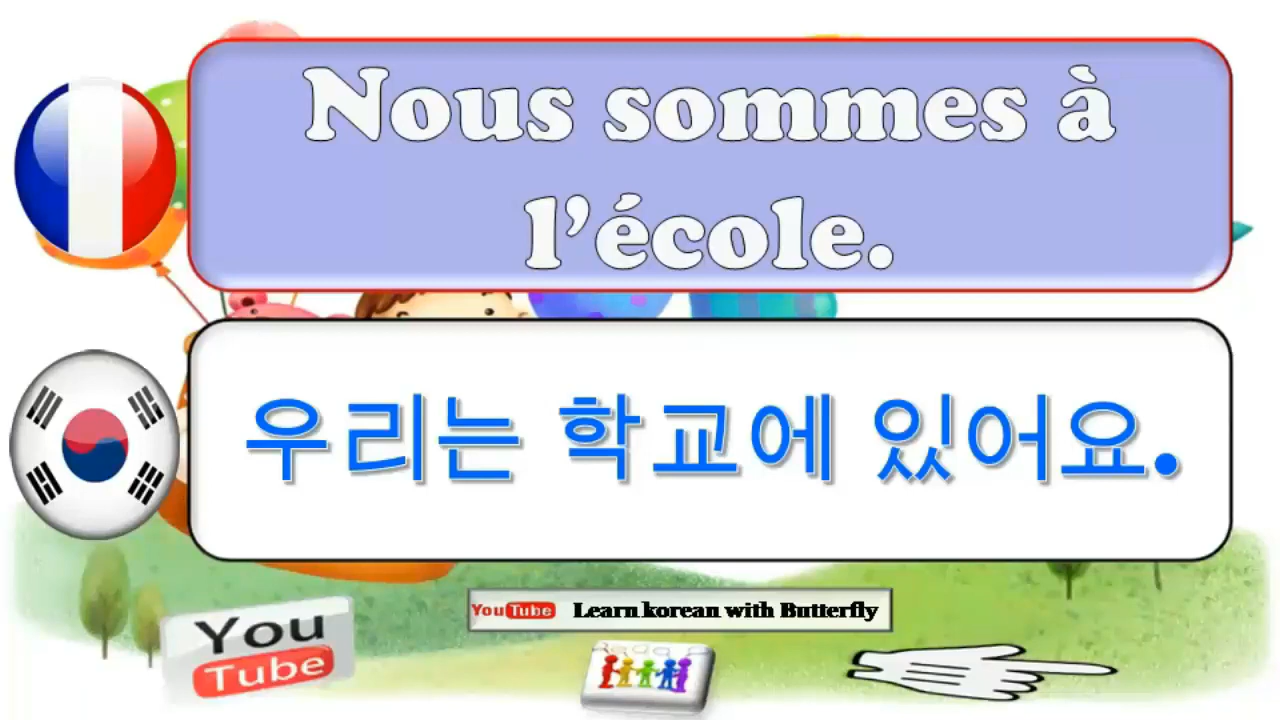 Nous sommes à
l’école.
우리는 학교에 있어요.
YouTube Learn korean with Butterfly
You
Tube